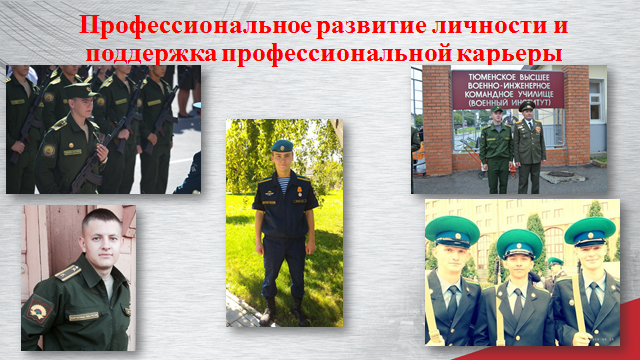 Профессиональное развитие личности и
поддержка профессиональной карьеры
ТЮМЕНСКОЕ ВЫСШЕЕ
ВОЕННО-ИНЖЕНЕРНОЕ
КОМАНДНОЕ УЧИЛИЩЕ
(ВОЕННЫЙ ИНСТИТУТ)